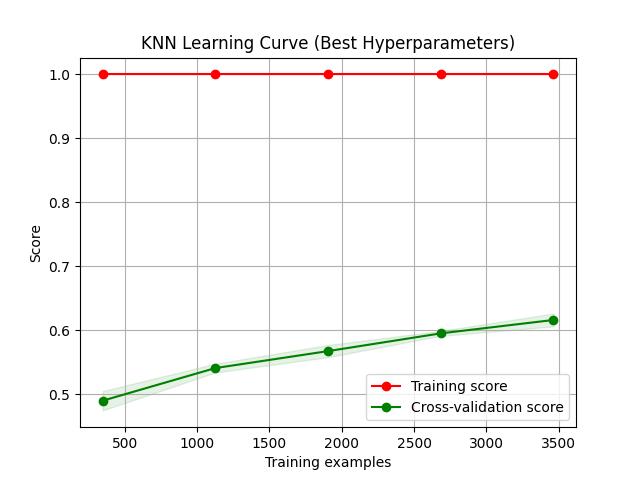 KNN Learning Curve (Best Hyperparameters)
1.0
0.9
0.8
0.7
0.6
0.5
Score
Training score
Cross-validation score
500 1000 1500 2000 2500 3000 3500
Training examples